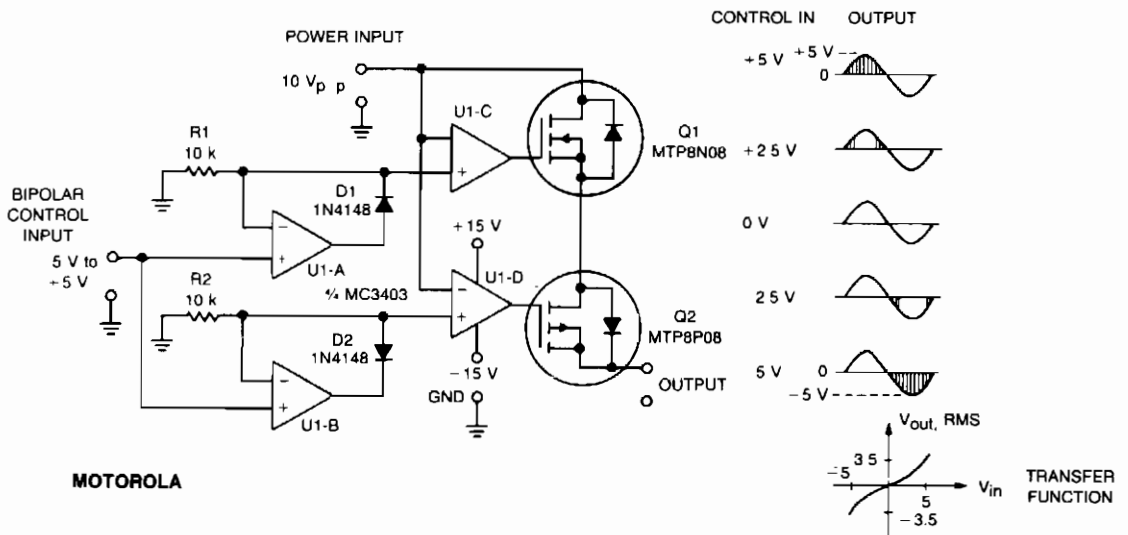 CONTROL IN OUTPUT
POWER INPUT
+5 V +5 V
0
10 Vp p
U1-C
Q1
MTP8N08
R1
10 k
+2 5 V
BIPOLAR
CONTROL
INPUT
D1
1N4148
0 V
5 V to
+5 V
U1-A
+15 V
U1-D
R2
10 k
¼ MC3403
2 5 V
Q2
MTP8P08
D2
1N4148
−15 V
5 V 0
−5 V
GND
OUTPUT
U1-B
Vout, RMS
MOTOROLA
3 5
−5
Vin
5
−3.5
TRANSFER
FUNCTION